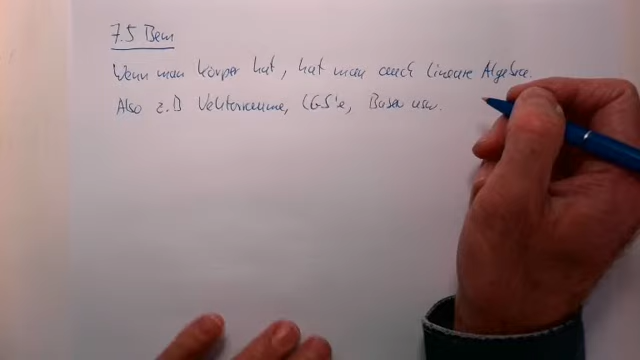 7.5 Bem
Wenn man Körper hat, hat man auch lineare Algebra.
Also z.B Vektorräume, LGS'e, Basen usw.